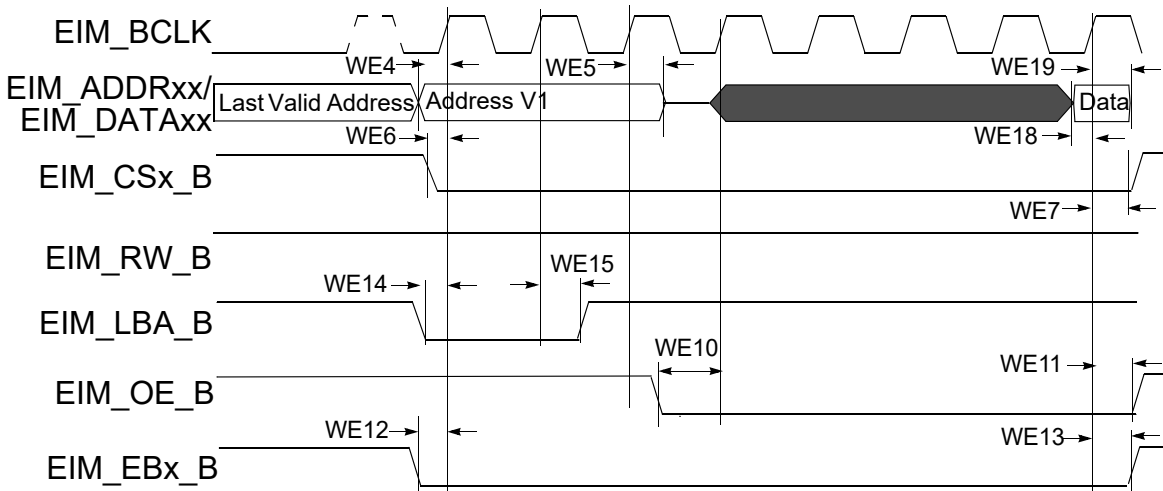 EIM_BCLK
WE4
WE5
WE19
EIM_ADDRxx/
EIM_DATAxx
Last Valid Address
Address V1
Data
WE6
WE18
EIM_CSx_B
WE7
EIM_RW_B
WE14
WE15
EIM_LBA_B
WE10
WE11
EIM_OE_B
WE12
WE13
EIM_EBx_B